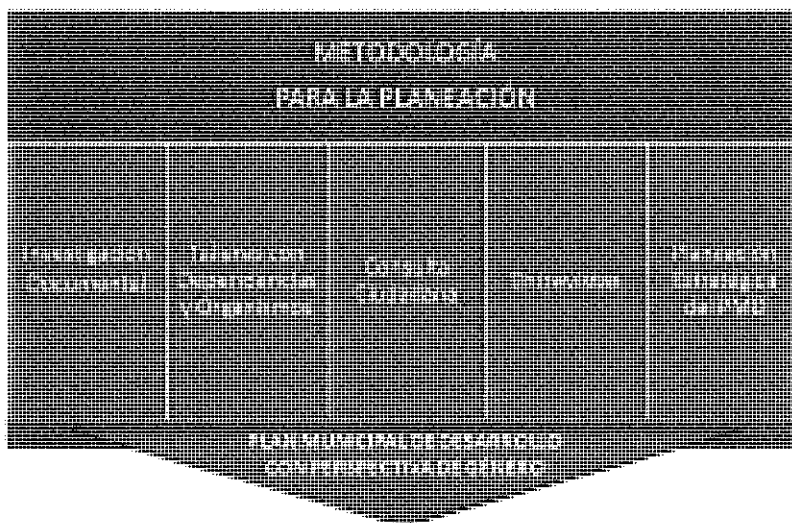 METODOLOGÍA
PARA LA PLANEACIÓN
Investigación
Documental
Talleres con
Dependencias
y Organismos
Consulta
Ciudadana
Entrevistas
Planeación
Estratégica
del PMD
PLAN MUNICIPAL DE DESARROLLO
CON PERSPECTIVA DE GÉNERO